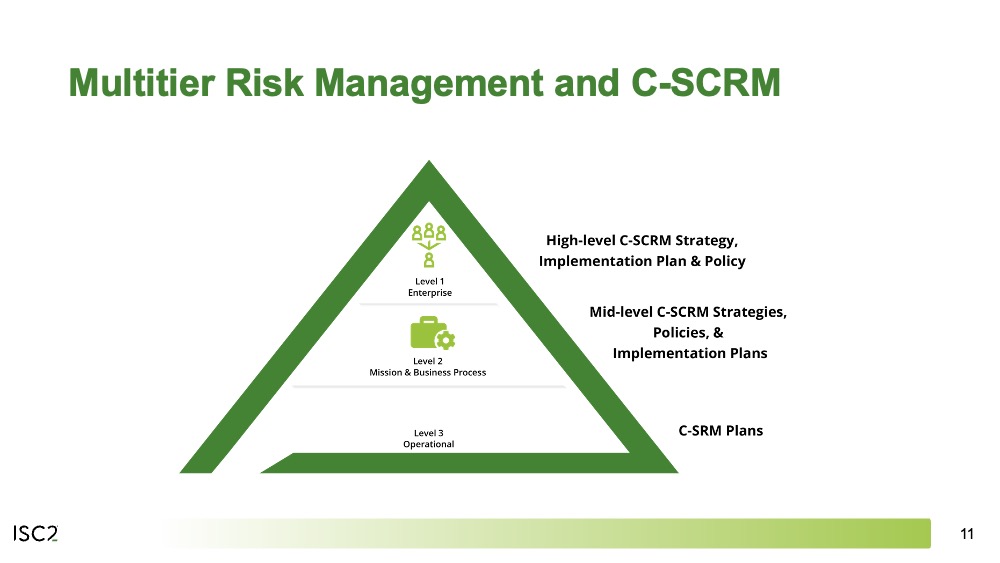 Multitier Risk Management and C-SCRM
Level 1
Enterprise
High-level C-SCRM Strategy,
Implementation Plan & Policy
Level 2
Mission & Business Process
Mid-level C-SCRM Strategies,
Policies, &
Implementation Plans
Level 3
Operational
C-SRM Plans
ISC2
11